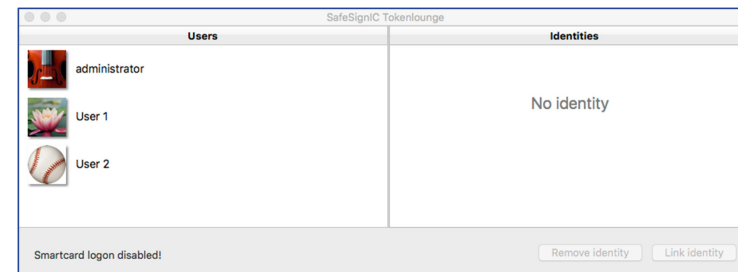 SafeSignIC Tokenlounge
Users
Identities
administrator
No identity
User 1
User 2
Smartcard logon disabled!
Remove identity
Link identity